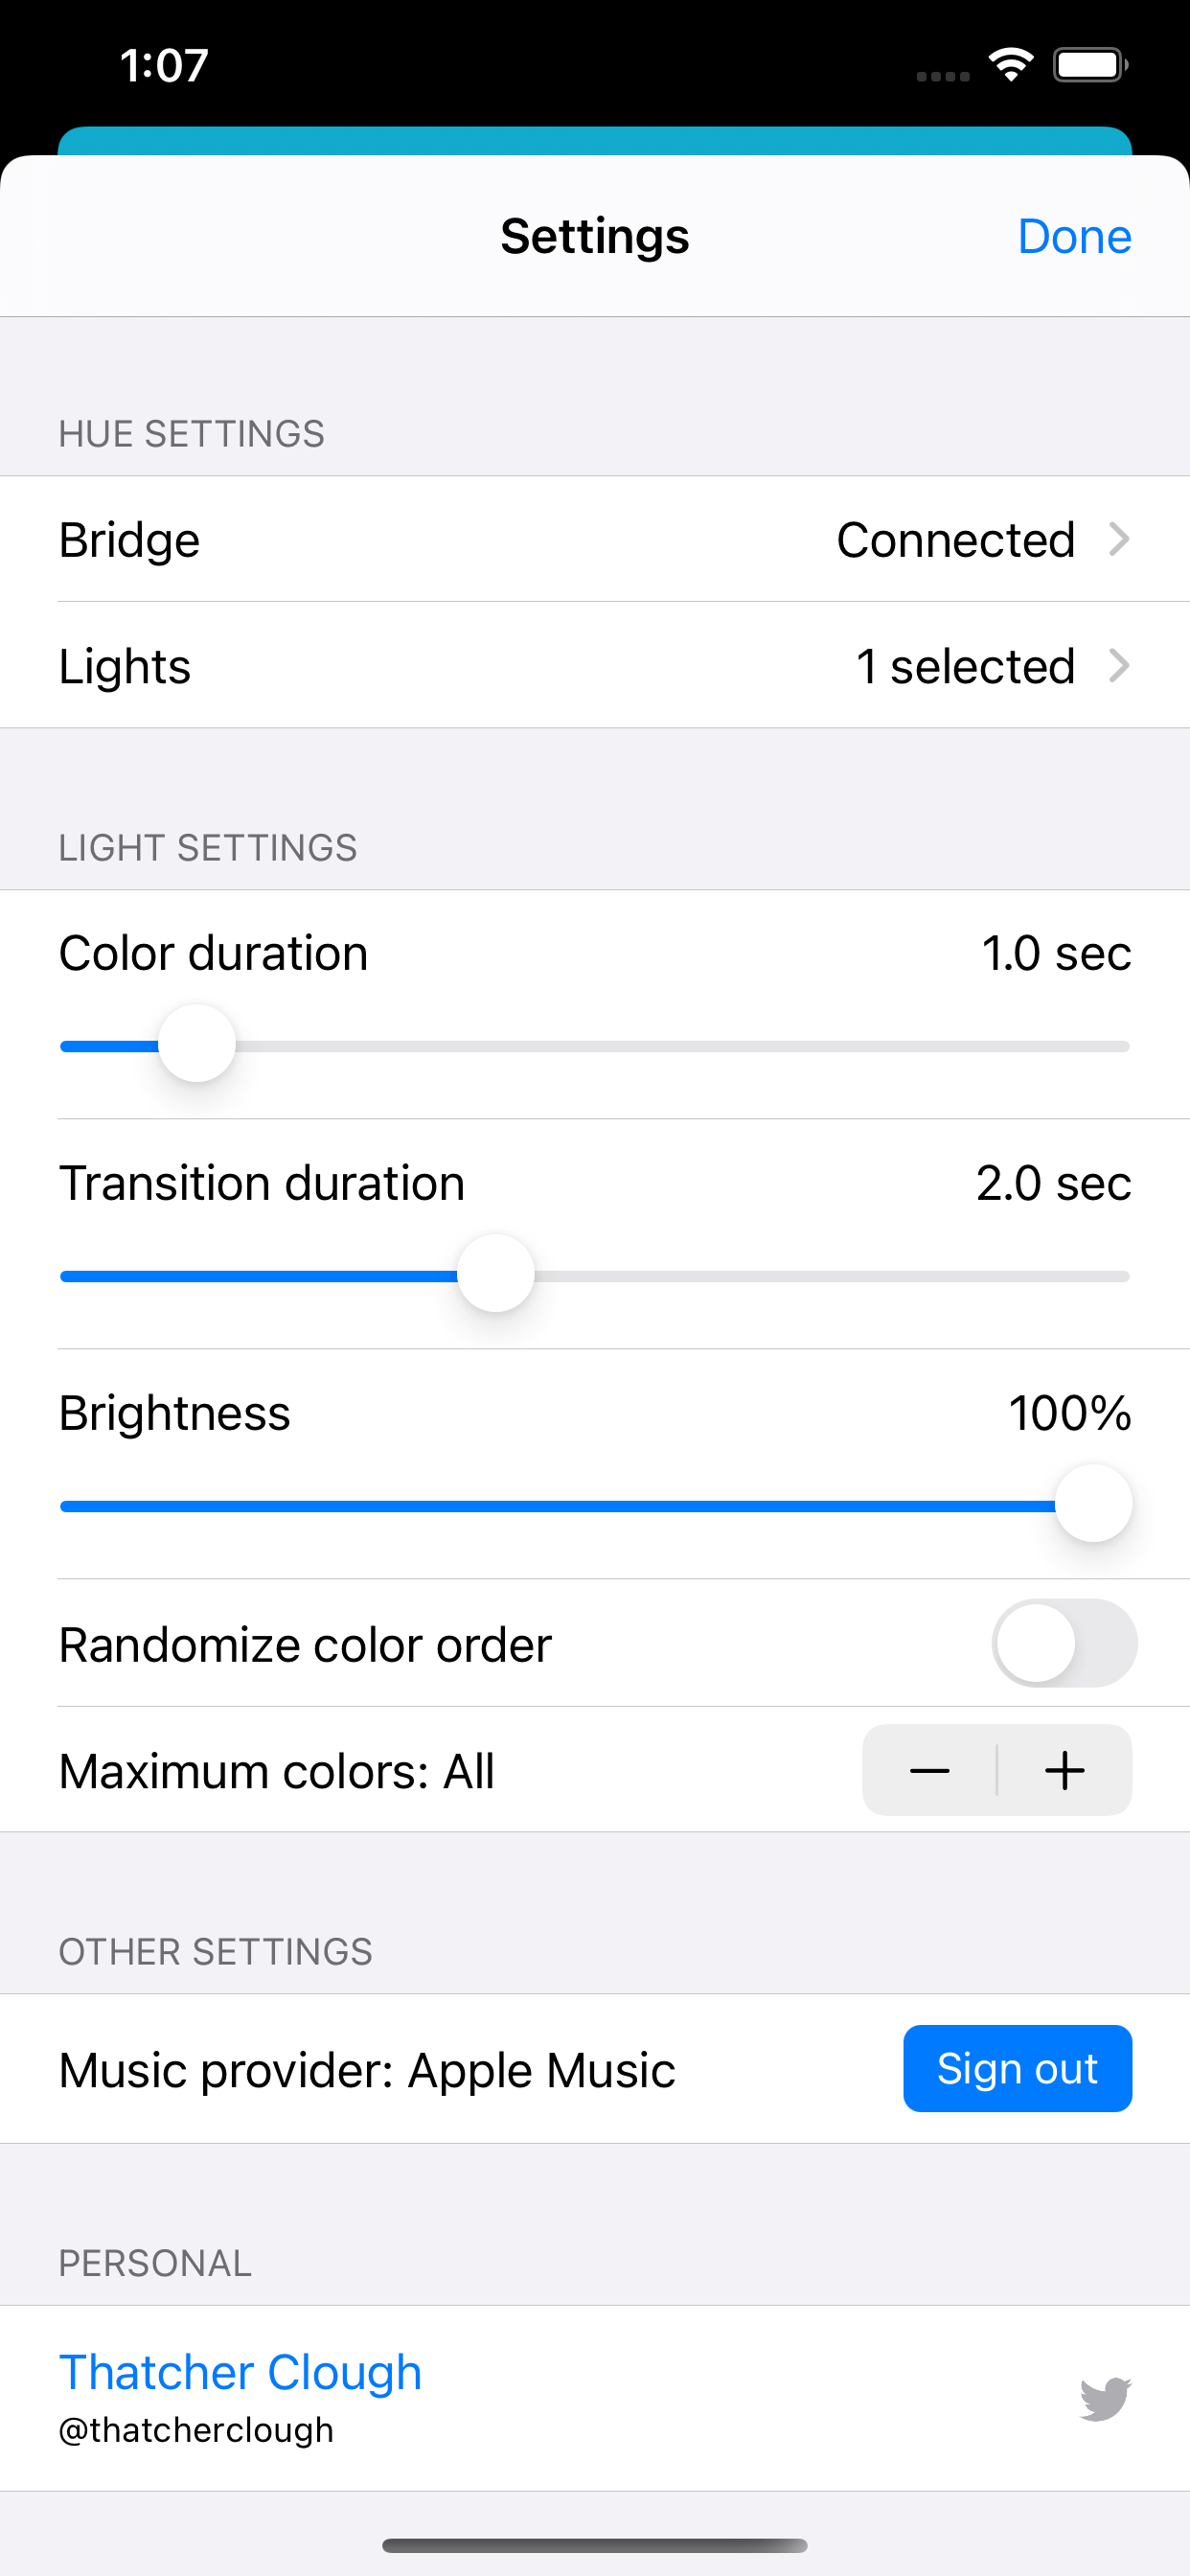 1:07
Settings
Done
HUE SETTINGS
Bridge
Connected
Lights
1 selected
LIGHT SETTINGS
Color duration
1.0 sec
Transition duration
2.0 sec
Brightness
100%
Randomize color order
Maximum colors: All
OTHER SETTINGS
Music provider: Apple Music
Sign out
PERSONAL
Thatcher Clough
@thatcherclough